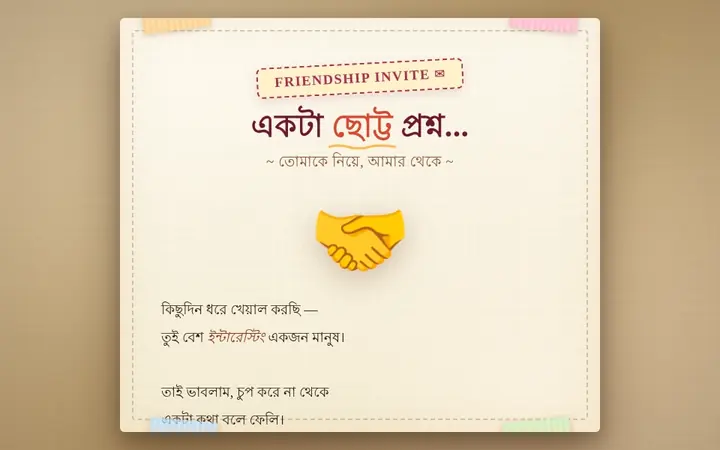 FRIENDSHIP INVITE ✉
একটা ছোট্ট প্রশ্ন...
~ তোমাকে নিয়ে, আমার থেকে ~
কিছুদিন ধরে খেয়াল করছি —
তুই বেশ ইন্টারেস্টিং একজন মানুষ।
তাই ভাবলাম, চুপ করে না থেকে
একটা কথা বলে ফেলি।